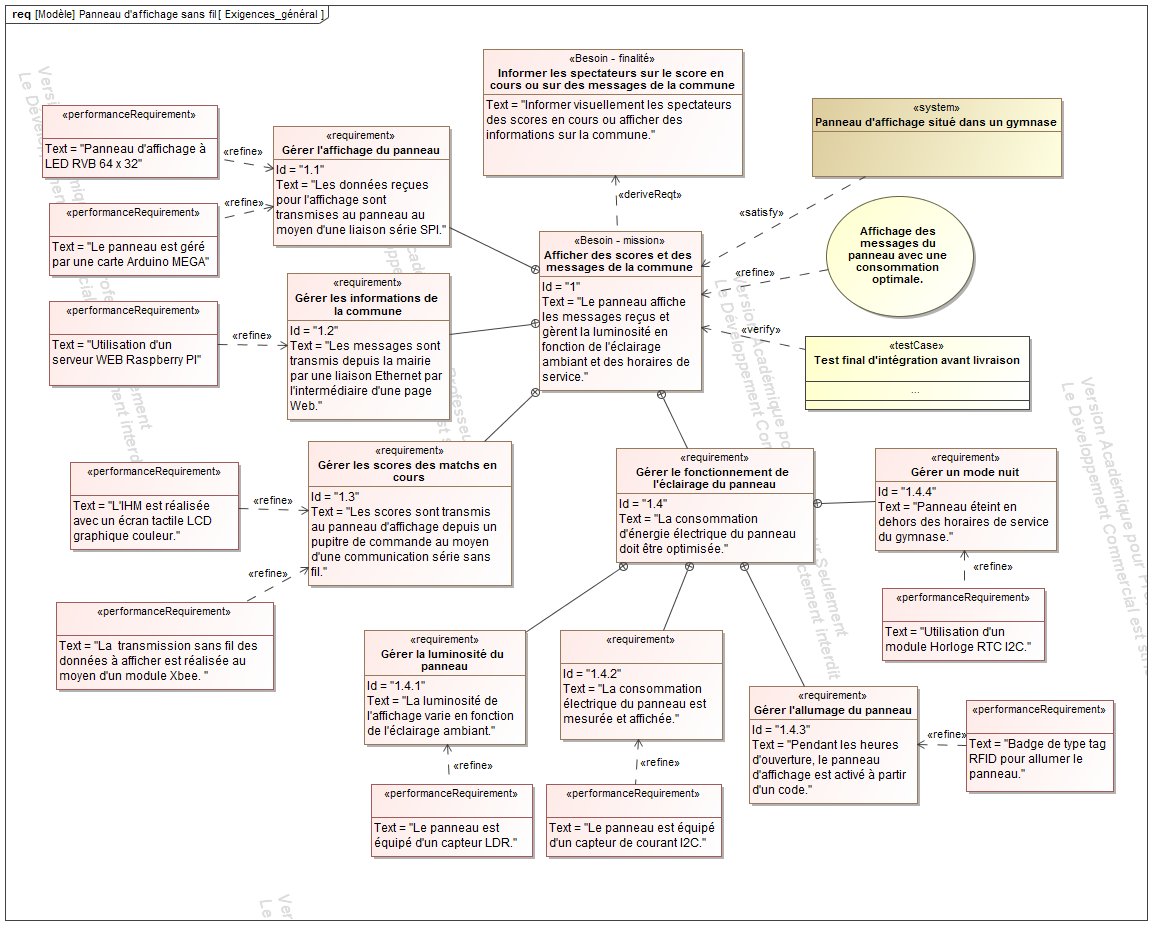 req [Modèle] Panneau d'affichage sans fil[ Exigences_général ]
«Besoin - finalité»
Informer les spectateurs sur le score en
cours ou sur des messages de la commune
Text = "Informer visuellement les spectateurs
des scores en cours ou afficher des
informations sur la commune."
«system»
Panneau d'affichage situé dans un gymnase
«performanceRequirement»
Text = "Panneau d'affichage à
LED RVB 64 x 32"
«refine»
«requirement»
Gérer l'affichage du panneau
Id = "1.1"
Text = "Les données reçues
pour l'affichage sont
transmises au panneau au
moyen d'une liaison série SPI."
«performanceRequirement»
Text = "Le panneau est géré
par une carte Arduino MEGA"
«refine»
«deriveReqt»
«satisfy»
«Besoin - mission»
Afficher des scores et des
messages de la commune
Id = "1"
Text = "Le panneau affiche
les messages reçus et
gèrent la luminosité en
fonction de l'éclairage
ambiant et des horaires de
service."
Affichage des
messages du
panneau avec une
consommation
optimale.
«refine»
«verify»
«testCase»
Test final d'intégration avant livraison
...
«performanceRequirement»
Text = "Utilisation d'un
serveur WEB Raspberry PI"
«refine»
«requirement»
Gérer les informations de
la commune
Id = "1.2"
Text = "Les messages sont
transmis depuis la mairie
par une liaison Ethernet par
l'intermédiaire d'une page
Web."
«performanceRequirement»
Text = "L'IHM est réalisée
avec un écran tactile LCD
graphique couleur."
«refine»
«requirement»
Gérer les scores des matchs en
cours
Id = "1.3"
Text = "Les scores sont transmis
au panneau d'affichage depuis un
pupitre de commande au moyen
d'une communication série sans
fil."
«refine»
«performanceRequirement»
Text = "La  transmission sans fil des
données à afficher est réalisée au
moyen d'un module Xbee. "
«requirement»
Gérer le fonctionnement de
l'éclairage du panneau
Id = "1.4"
Text = "La consommation
d'énergie électrique du panneau
doit être optimisée."
«requirement»
Gérer un mode nuit
Id = "1.4.4"
Text = "Panneau éteint en
dehors des horaires de service
du gymnase."
«refine»
«performanceRequirement»
Text = "Utilisation d'un
module Horloge RTC I2C."
«requirement»
Gérer la luminosité du
panneau
Id = "1.4.1"
Text = "La luminosité de
l'affichage varie en fonction
de l'éclairage ambiant."
«refine»
«performanceRequirement»
Text = "Le panneau est
équipé d'un capteur LDR."
«requirement»
Id = "1.4.2"
Text = "La consommation
électrique du panneau est
mesurée et affichée."
«refine»
«performanceRequirement»
Text = "Le panneau est équipé
d'un capteur de courant I2C."
«requirement»
Gérer l'allumage du panneau
Id = "1.4.3"
Text = "Pendant les heures
d'ouverture, le panneau
d'affichage est activé à partir
d'un code."
«refine»
«performanceRequirement»
Text = "Badge de type tag
RFID pour allumer le
panneau."